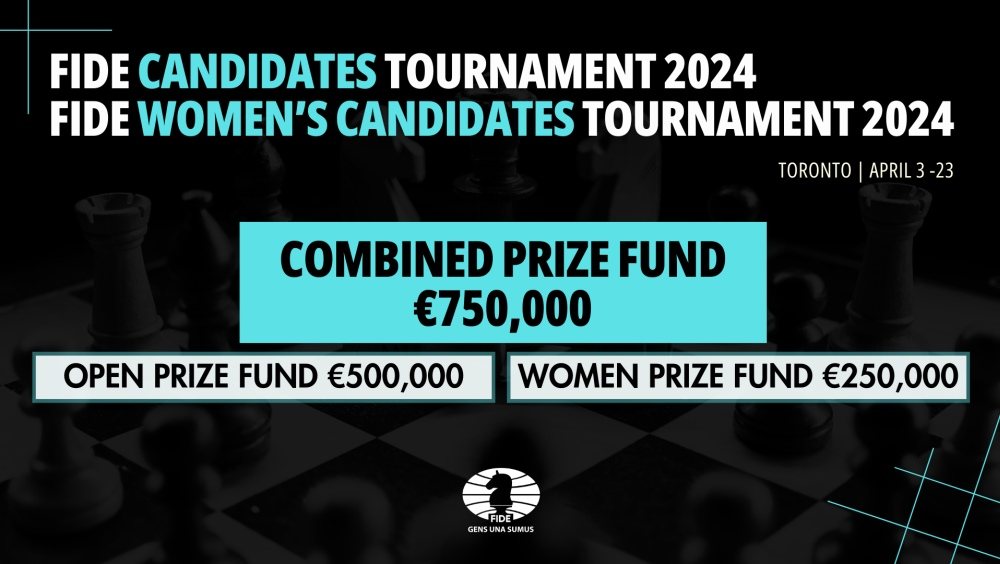 FIDE CANDIDATES TOURNAMENT 2024
FIDE WOMEN'S CANDIDATES TOURNAMENT 2024
TORONTO | APRIL 3 -23
COMBINED PRIZE FUND
€750,000
OPEN PRIZE FUND €500,000
WOMEN PRIZE FUND €250,000
FIDE
GENS UNA SUMUS